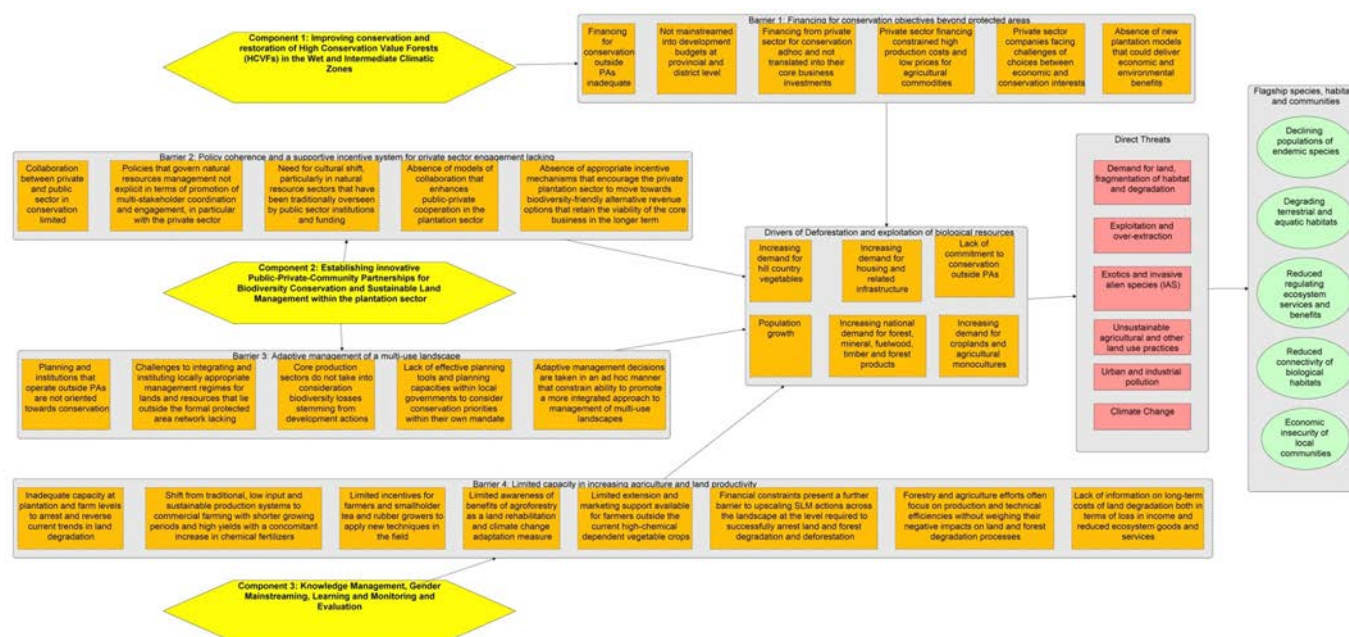 Component 1: Improving conservation and
restoration of High Conservation Value Forests
(HCVFs) in the Wet and Intermediate Climatic
Zones
Barrier 1: Financing for conservation objectives beyond protected areas
Financing
for
conservation
outside
PAs
inadequate
Not mainstreamed
into development
budgets at
provincial and
district level
Financing from private
sector for conservation
adhoc and not
translated into their
core business
investments
Private sector financing
constrained high
production costs and
low prices for
agricultural
commodities
Private sector
companies facing
challenges of
choices between
economic and
conservation interests
Absence of new
plantation models
that could deliver
economic and
environmental
benefits
Barrier 2: Policy coherence and a supportive incentive system for private sector engagement lacking
Collaboration
between private
and public
sector in
conservation
limited
Policies that govern natural
resources management not
explicit in terms of promotion of
multi-stakeholder coordination
and engagement, in particular
with the private sector
Need for cultural shift,
particularly in natural
resource sectors that have
been traditionally overseen
by public sector institutions
and funding
Absence of models of
collaboration that
enhances
public-private
cooperation in the
plantation sector
Absence of appropriate incentive
mechanisms that encourage the private
plantation sector to move towards
biodiversity-friendly alternative revenue
options that retain the viability of the core
business in the longer term
Component 2: Establishing innovative
Public-Private-Community Partnerships for
Biodiversity Conservation and Sustainable Land
Management within the plantation sector
Barrier 3: Adaptive management of a multi-use landscape
Planning and
institutions that
operate outside PAs
are not oriented
towards conservation
Challenges to integrating and
instituting locally appropriate
management regimes for
lands and resources that lie
outside the formal protected
area network lacking
Core production
sectors do not take into
consideration
biodiversity losses
stemming from
development actions
Lack of effective planning
tools and planning
capacities within local
governments to consider
conservation priorities
within their own mandate
Adaptive management decisions
are taken in an ad hoc manner
that constrain ability to promote
a more integrated approach to
management of multi-use
landscapes
Barrier 4: Limited capacity in increasing agriculture and land productivity
Inadequate capacity at
plantation and farm levels
to arrest and reverse
current trends in land
degradation
Shift from traditional, low input and
sustainable production systems to
commercial farming with shorter growing
periods and high yields with a concomitant
increase in chemical fertilizers
Limited incentives for
farmers and smallholder
tea and rubber growers to
apply new techniques in
the field
Limited awareness of
benefits of agroforestry
as a land rehabilitation
and climate change
adaptation measure
Limited extension and
marketing support available
for farmers outside the
current high-chemical
dependent vegetable crops
Financial constraints present a further
barrier to upscaling SLM actions across
the landscape at the level required to
successfully arrest land and forest
degradation and deforestation
Forestry and agriculture efforts often
focus on production and technical
efficiencies without weighing their
negative impacts on land and forest
degradation processes
Lack of information on long-term
costs of land degradation both in
terms of loss in income and
reduced ecosystem goods and
services
Component 3: Knowledge Management, Gender
Mainstreaming, Learning and Monitoring and
Evaluation
Drivers of Deforestation and exploitation of biological resources
Increasing
demand for
hill country
vegetables
Increasing
demand for
housing and
related
infrastructure
Lack of
commitment to
conservation
outside PAs
Population
growth
Increasing national
demand for forest,
mineral, fuelwood,
timber and forest
products
Increasing
demand for
croplands and
agricultural
monocultures
Direct Threats
Demand for land,
fragmentation of habitat
and degradation
Exploitation and
over-extraction
Exotics and invasive
alien species (IAS)
Unsustainable
agricultural and other
land use practices
Urban and industrial
pollution
Climate Change
Flagship species, habita
and communities
Declining
populations of
endemic species
Degrading
terrestrial and
aquatic habitats
Reduced
regulating
ecosystem
services and
benefits
Reduced
connectivity of
biological
habitats
Economic
insecurity of
local
communities